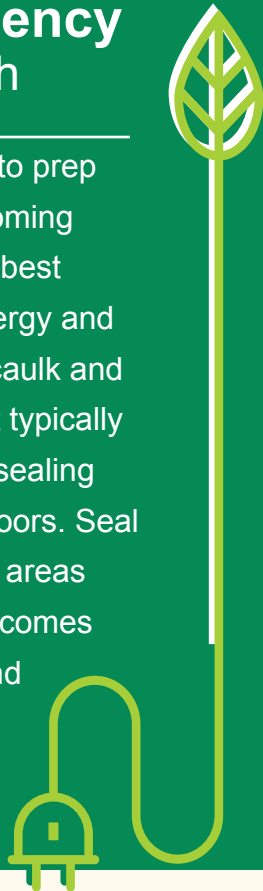 ency
h
to prep
oming
best
ergy and
caulk and
typically
sealing
oors. Seal
areas
comes
nd